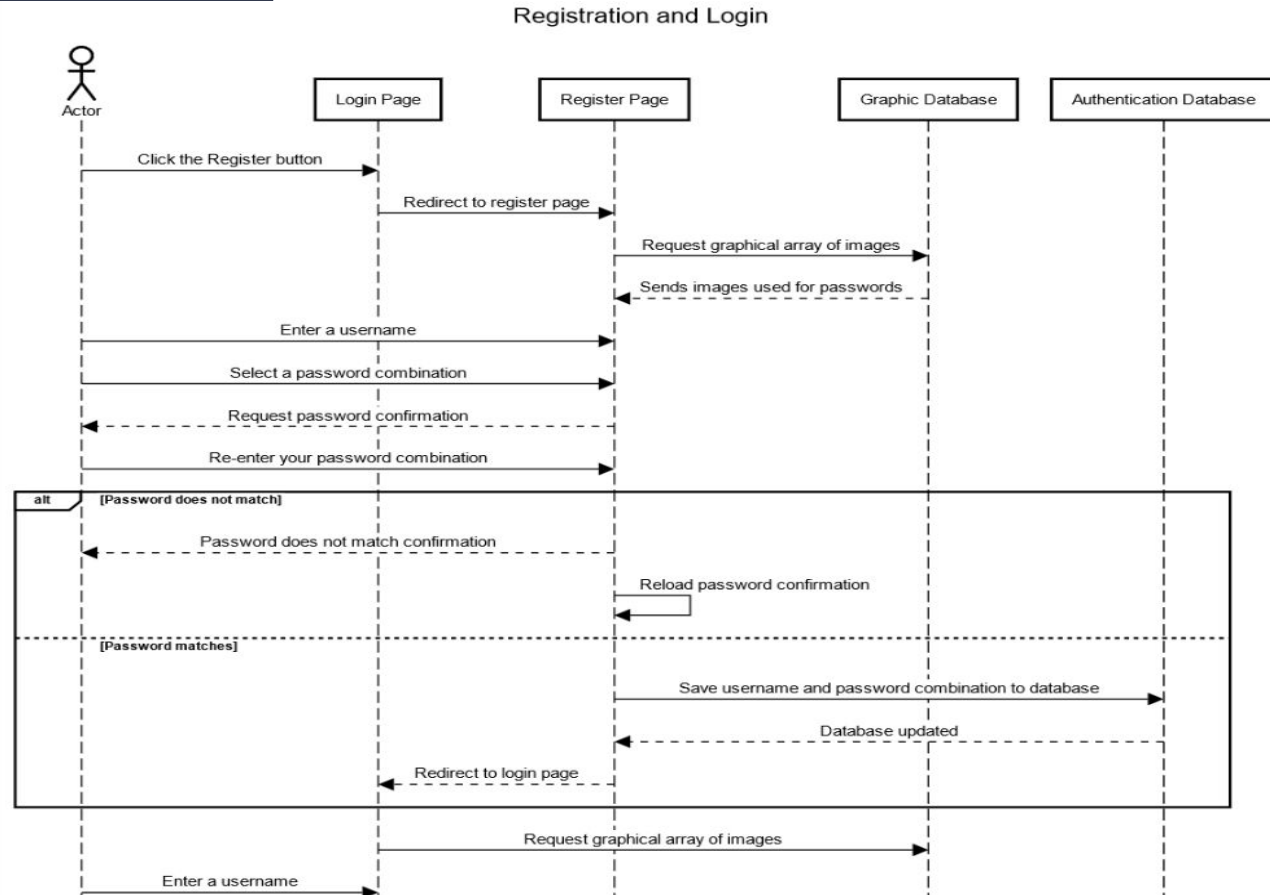 Registration and Login
Actor
Login Page
Register Page
Graphic Database
Authentication Database
Click the Register button
Redirect to register page
Request graphical array of images
Sends images used for passwords
Enter a username
Select a password combination
Request password confirmation
Re-enter your password combination
alt
[Password does not match]
Password does not match confirmation
Reload password confirmation
[Password matches]
Save username and password combination to database
Database updated
Redirect to login page
Request graphical array of images
Enter a username